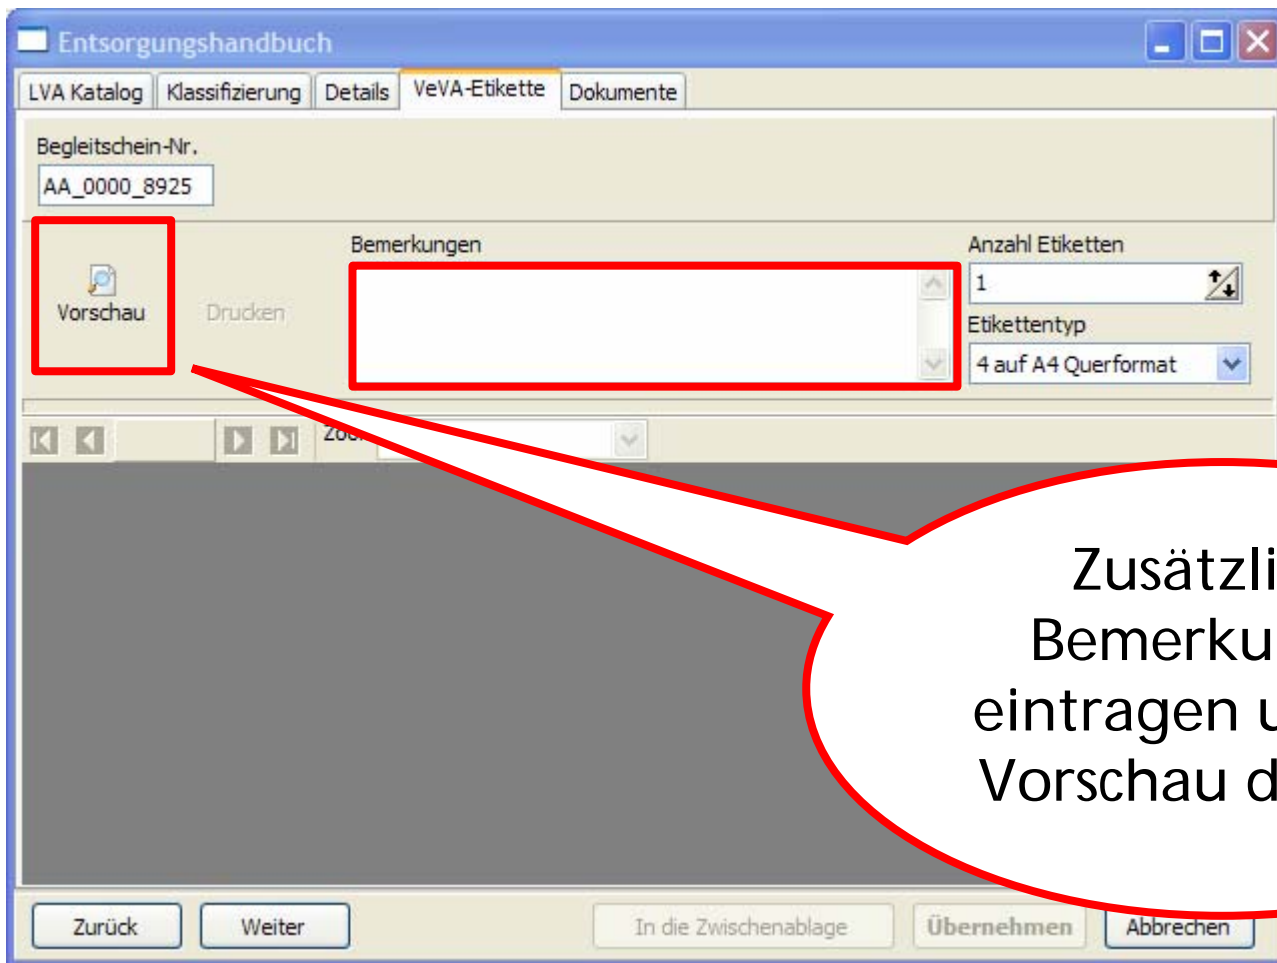 Entsorgungshandbuch
LVA Katalog Klassifizierung Details VeVA-Etikette Dokumente
Begleitschein-Nr.
AA_0000_8925
Bemerkungen
Anzahl Etiketten
1
Vorschau Drucken
Etikettentyp
4 auf A4 Querformat
Zusätzli
Bemerku
eintragen u
Vorschau d
Zurück Weiter In die Zwischenablage Übernehmen Abbrechen